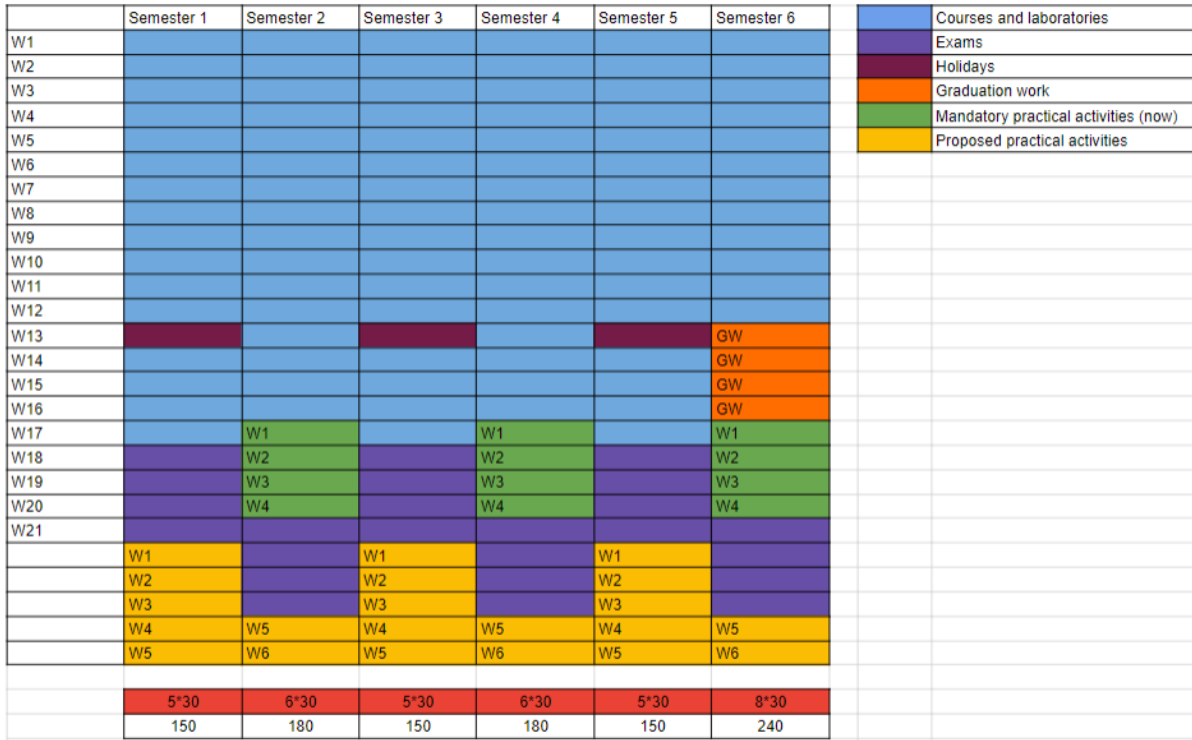 Semester 1 Semester 2 Semester 3 Semester 4 Semester 5 Semester 6 Courses and laboratories
W1 Exams
W2 Holidays
W3 Graduation work
W4 Mandatory practical activities (now)
W5 Proposed practical activities
W6
W7
W8
W9
W10
W11
W12
W13 GW
W14 GW
W15 GW
W16 GW
W17 W1 W1 W1
W18 W2 W2 W2
W19 W3 W3 W3
W20 W4 W4 W4
W21
W1 W1 W1
W2 W2 W2
W3 W3 W3
W4 W5 W4 W5 W4 W5
W5 W6 W5 W6 W5 W6
5*30 6*30 5*30 6*30 5*30 8*30
150 180 150 180 150 240